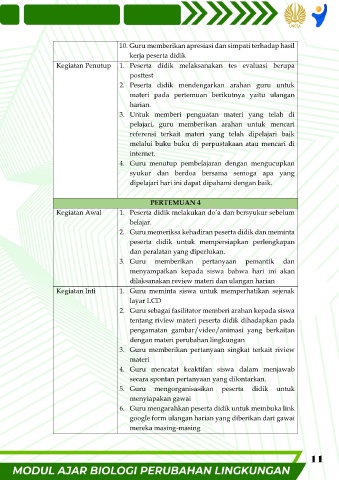 10. Guru memberikan apresiasi dan simpati terhadap hasil
kerja peserta didik
Kegiatan Penutup
1. Peserta didik melaksanakan tes evaluasi berupa
posttest
2. Peserta didik mendengarkan arahan guru untuk
materi pada pertemuan berikutnya yaitu ulangan
harian.
3. Untuk memberi penguatan materi yang telah di
pelajari, guru memberikan arahan untuk mencari
referensi terkait materi yang telah dipelajari baik
melalui buku buku di perpustakaan atau mencari di
internet.
4. Guru menutup pembelajaran dengan mengucapkan
syukur dan berdoa bersama semoga apa yang
dipelajari hari ini dapat dipahami dengan baik.
PERTEMUAN 4
Kegiatan Awal
1. Peserta didik melakukan do'a dan bersyukur sebelum
belajar.
2. Guru memeriksa kehadiran peserta didik dan meminta
peserta didik untuk mempersiapkan perlengkapan
dan peralatan yang diperlukan.
3. Guru memberikan pertanyaan pemantik dan
menyampaikan kepada siswa bahwa hari ini akan
dilaksanakan review materi dan ulangan harian
Kegiatan Inti
1. Guru meminta siswa untuk memperhatikan sejenak
layar LCD
2. Guru sebagai fasilitator memberi arahan kepada siswa
tentang riview materi peserta didik dihadapkan pada
pengamatan gambar/video/animasi yang berkaitan
dengan materi perubahan lingkungan
3. Guru memberikan pertanyaan singkat terkait riview
materi
4. Guru mencatat keaktifan siswa dalam menjawab
secara spontan pertanyaan yang dilontarkan.
5. Guru mengorganisasikan peserta didik untuk
menyiapakan gawai
6. Guru mengarahkan peserta didik untuk membuka link
google form ulangan harian yang diberikan dari gawai
mereka masing-masing.
11
MODUL AJAR BIOLOGI PERUBAHAN LINGKUNGAN